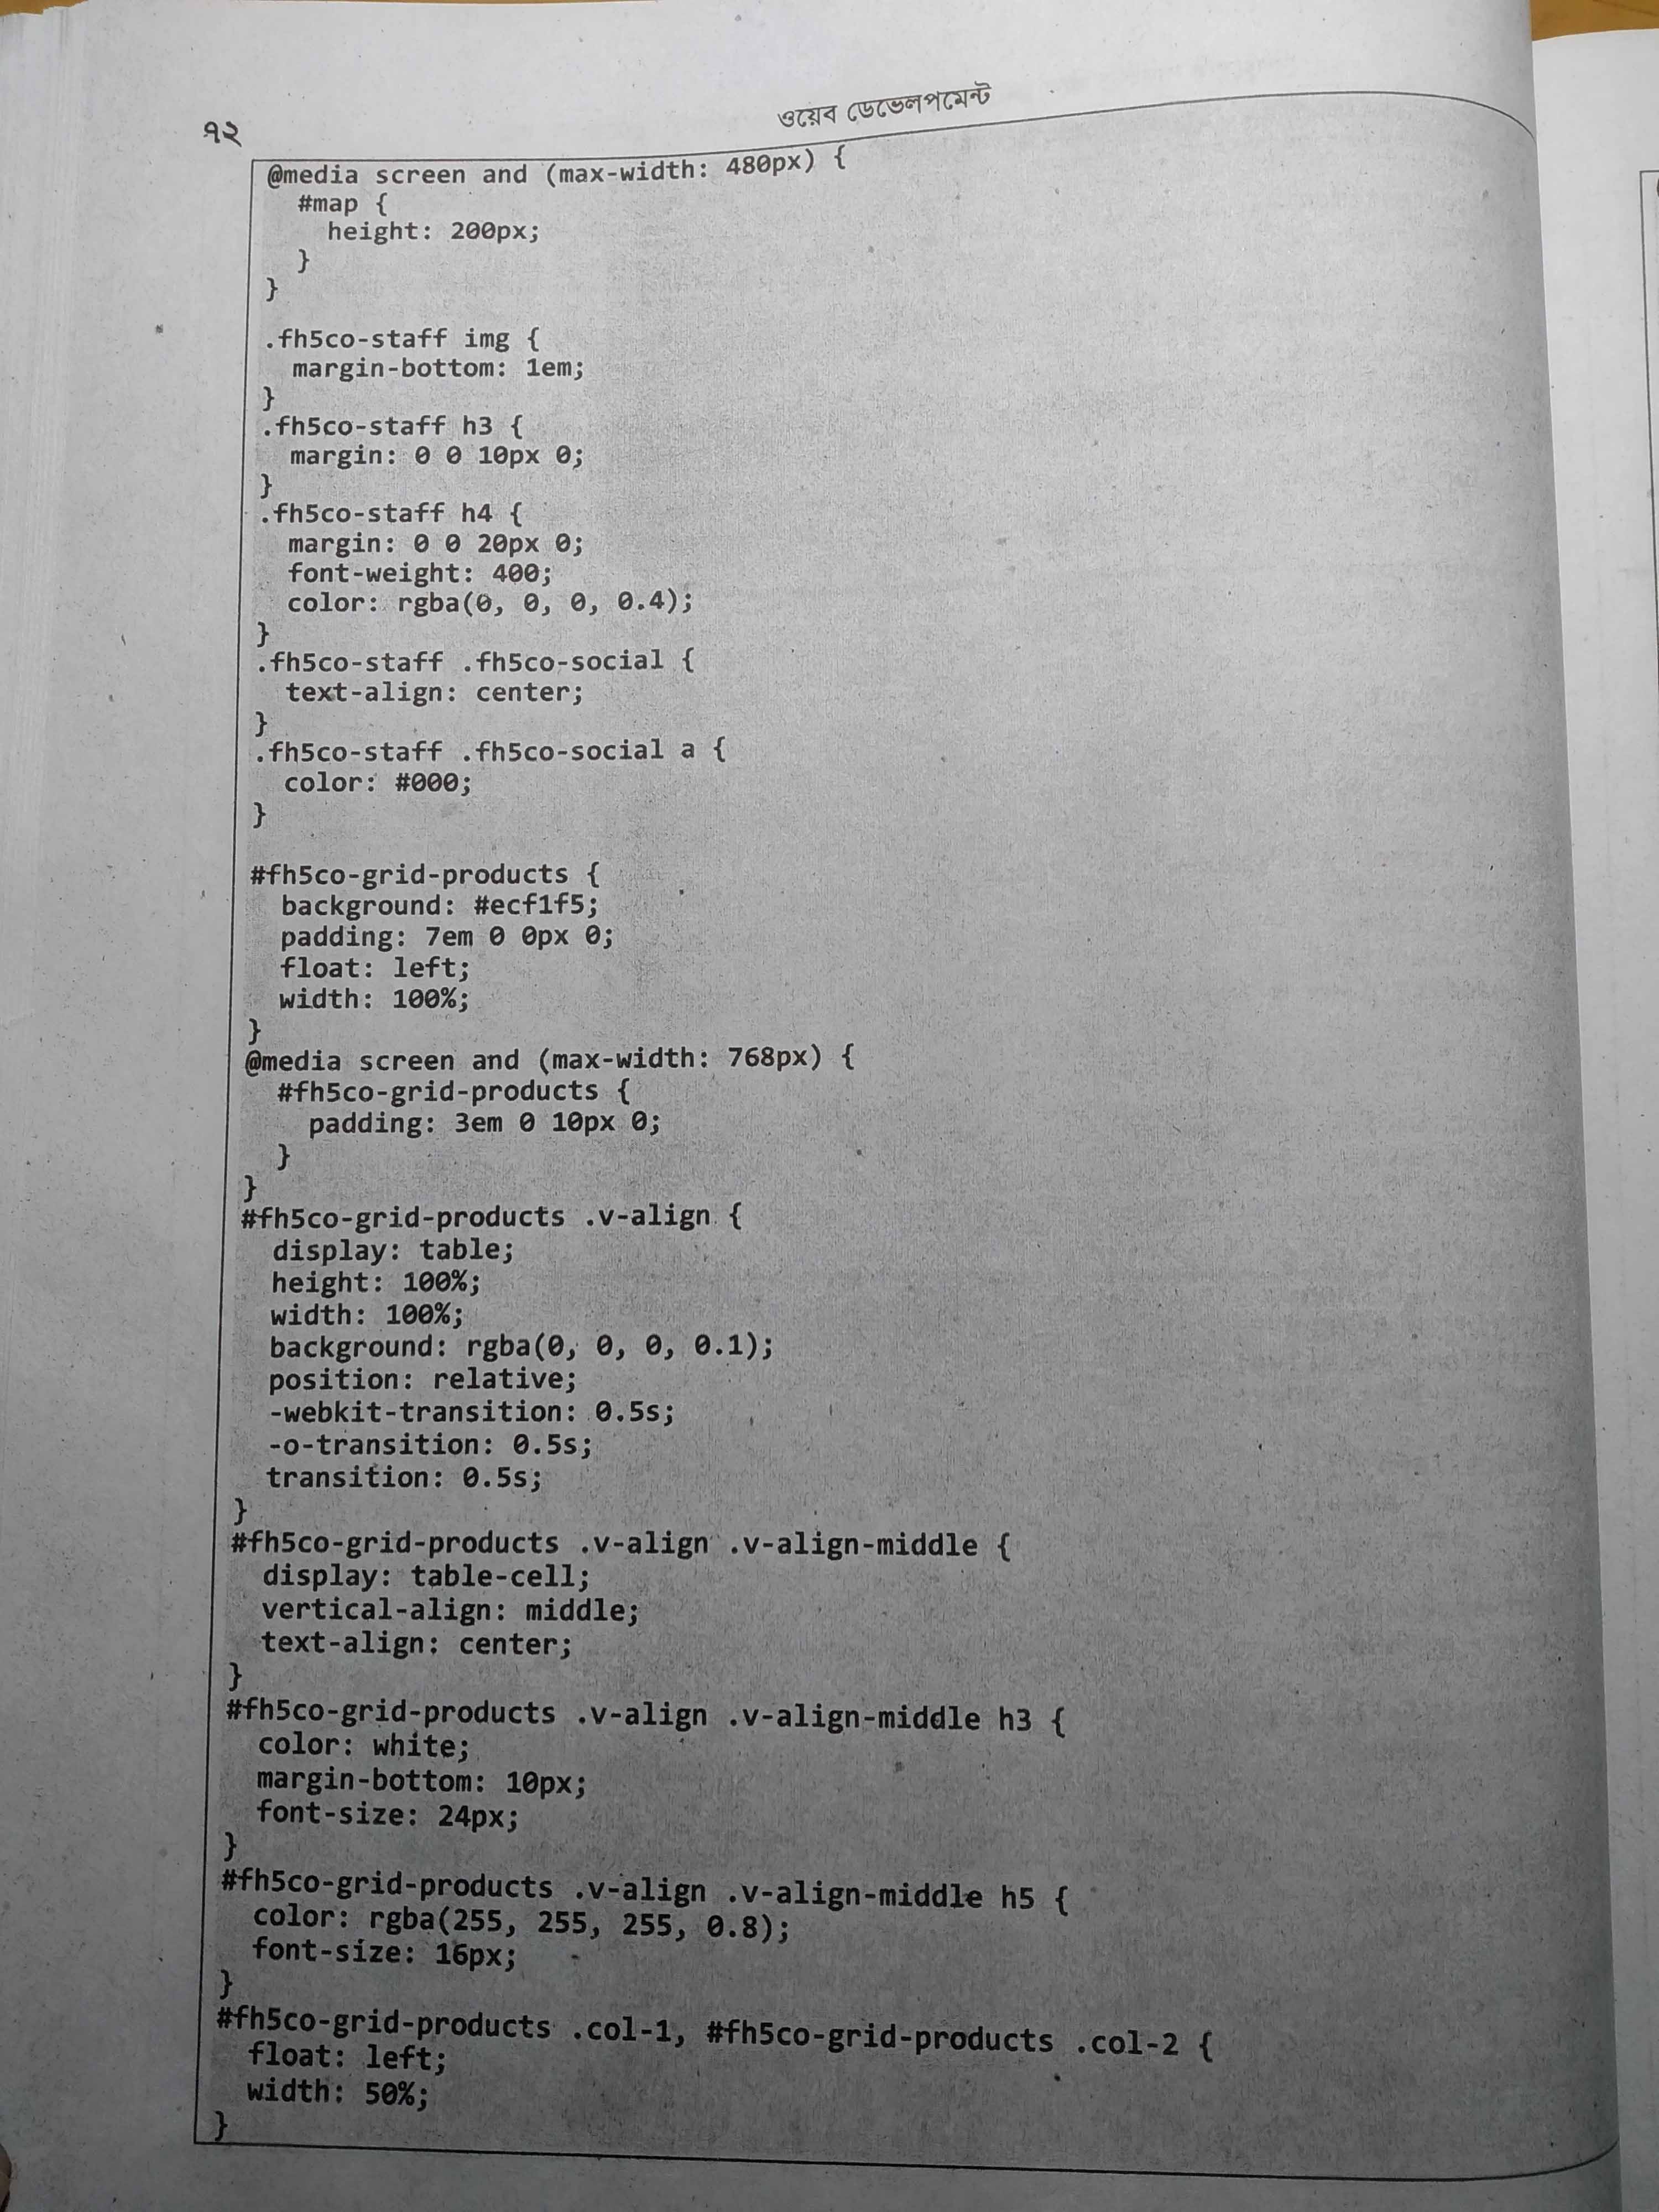 ৭২
ওয়েব ডেভেলপমেন্ট
@media screen and (max-width: 480px) {
  #map {
    height: 200px;
  }
}

.fh5co-staff img {
  margin-bottom: 1em;
}
.fh5co-staff h3 {
  margin: 0 0 10px 0;
}
.fh5co-staff h4 {
  margin: 0 0 20px 0;
  font-weight: 400;
  color: rgba(0, 0, 0, 0.4);
}
.fh5co-staff .fh5co-social {
  text-align: center;
}
.fh5co-staff .fh5co-social a {
  color: #000;
}

#fh5co-grid-products {
  background: #ecf1f5;
  padding: 7em 0 0px 0;
  float: left;
  width: 100%;
}
@media screen and (max-width: 768px) {
  #fh5co-grid-products {
    padding: 3em 0 10px 0;
  }
}
#fh5co-grid-products .v-align {
  display: table;
  height: 100%;
  width: 100%;
  background: rgba(0, 0, 0, 0.1);
  position: relative;
  -webkit-transition: 0.5s;
  -o-transition: 0.5s;
  transition: 0.5s;
}
#fh5co-grid-products .v-align .v-align-middle {
  display: table-cell;
  vertical-align: middle;
  text-align: center;
}
#fh5co-grid-products .v-align .v-align-middle h3 {
  color: white;
  margin-bottom: 10px;
  font-size: 24px;
}
#fh5co-grid-products .v-align .v-align-middle h5 {
  color: rgba(255, 255, 255, 0.8);
  font-size: 16px;
}
#fh5co-grid-products .col-1, #fh5co-grid-products .col-2 {
  float: left;
  width: 50%;
}